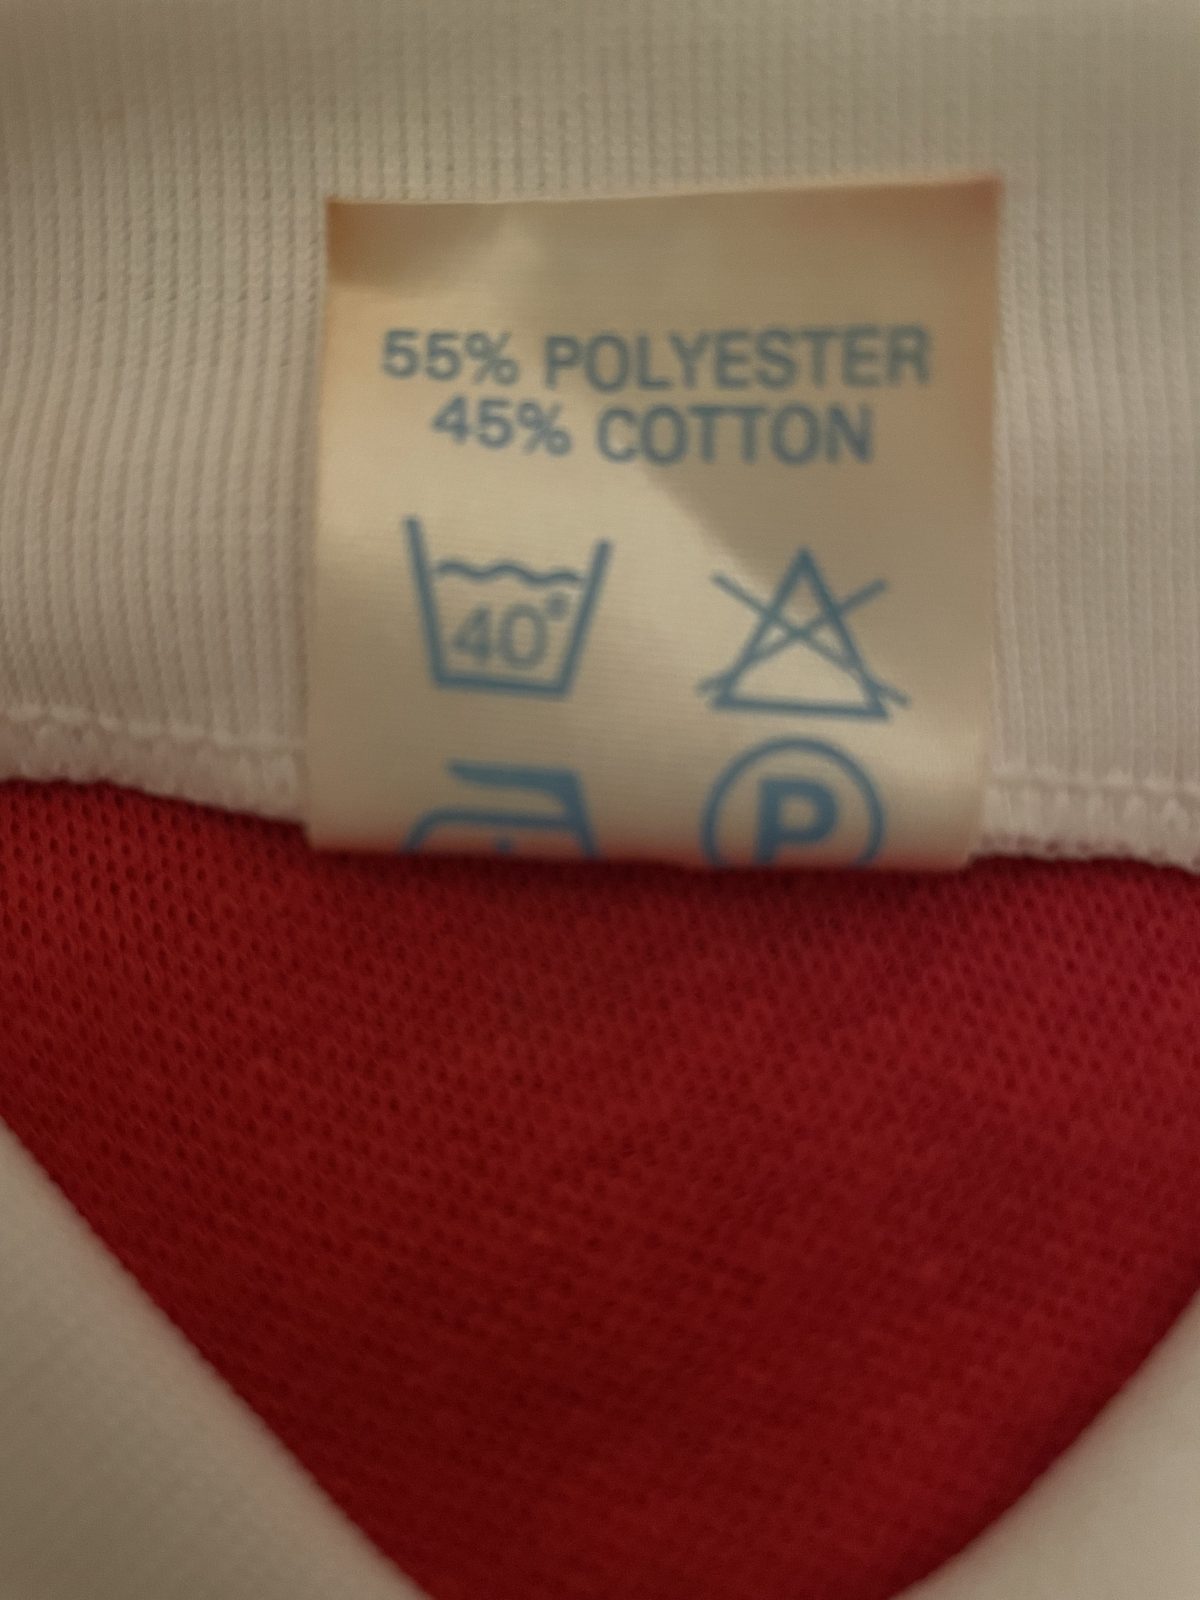 55% POLYESTER
45% COTTON
40°
P